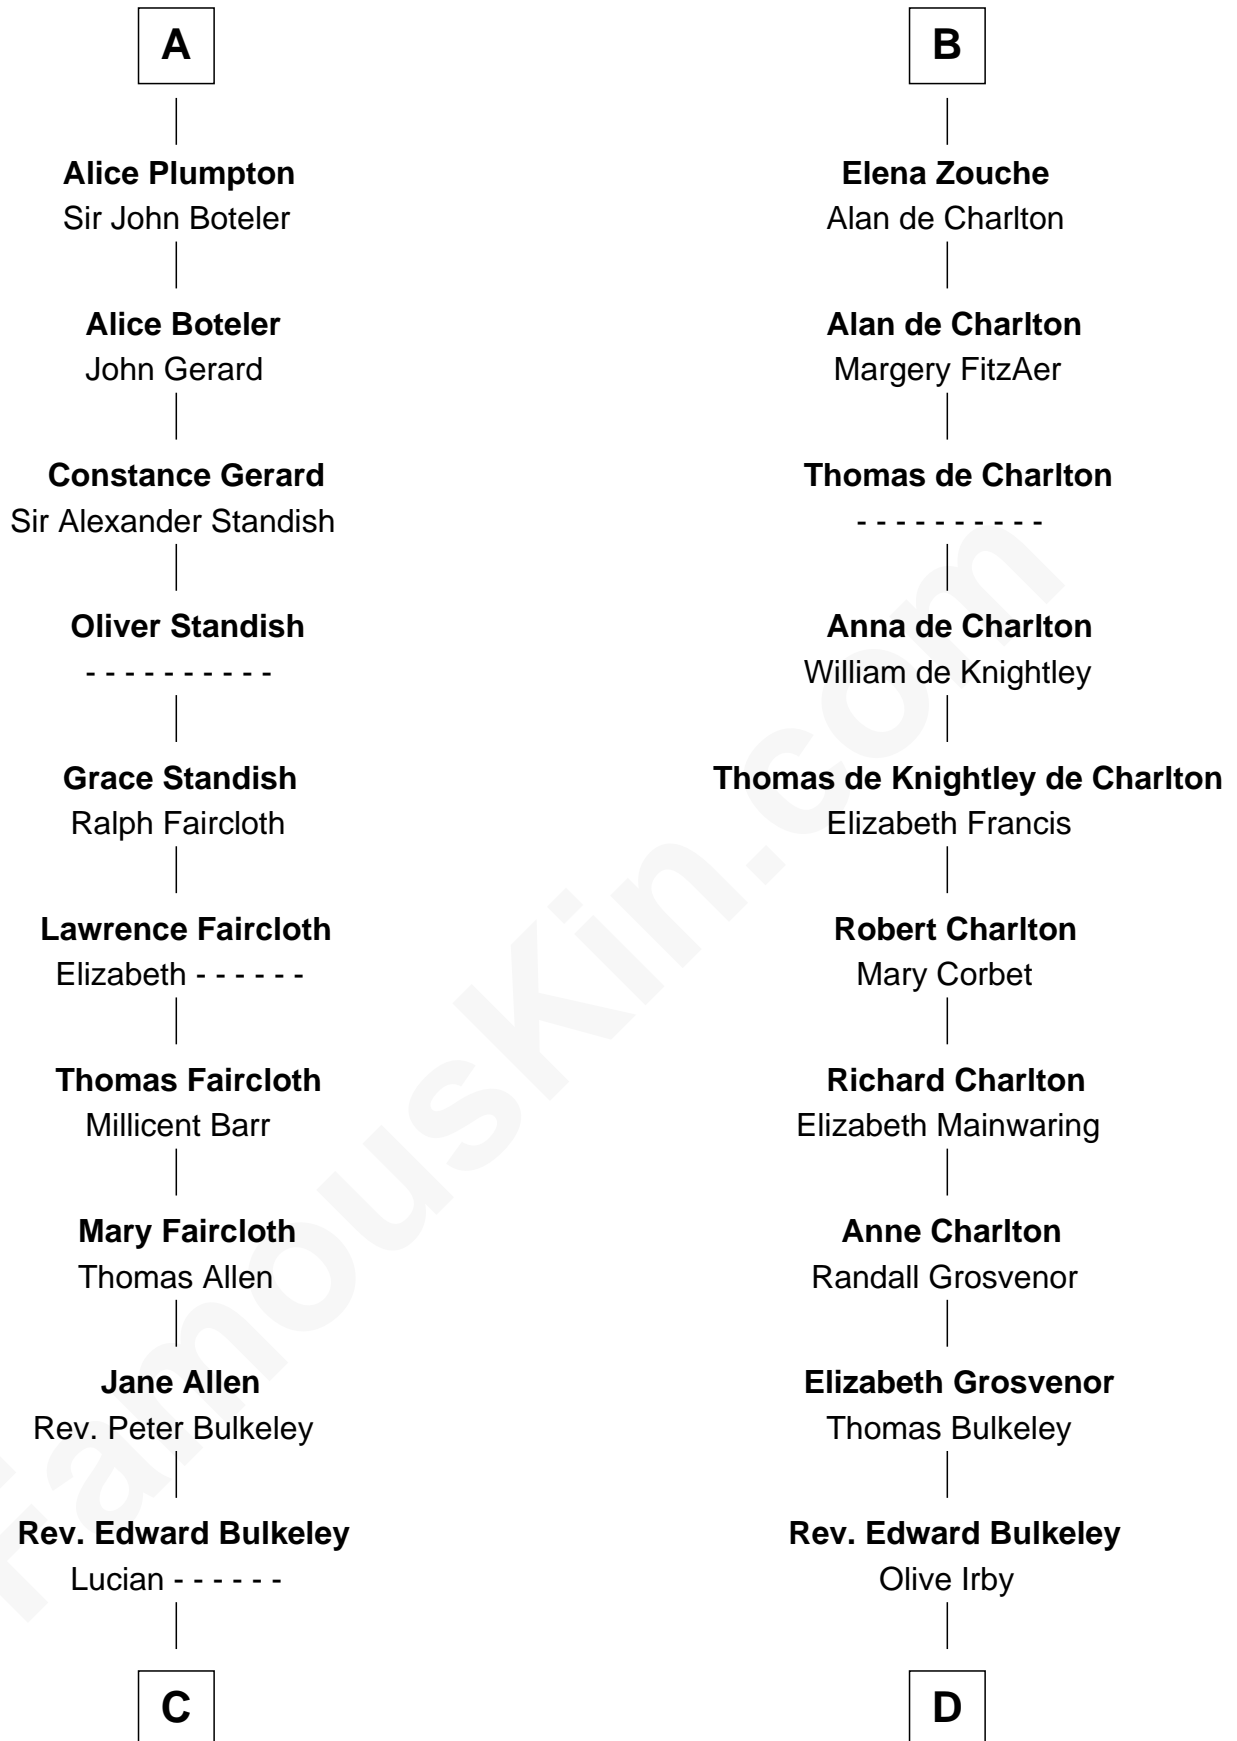 A
Alice Plumpton
Sir John Boteler
Alice Boteler
John Gerard
Constance Gerard
Sir Alexander Standish
Oliver Standish
- - - - - - - - - -
Grace Standish
Ralph Faircloth
Lawrence Faircloth
Elizabeth - - - - - -
Thomas Faircloth
Millicent Barr
Mary Faircloth
Thomas Allen
Jane Allen
Rev. Peter Bulkeley
Rev. Edward Bulkeley
Lucian - - - - - -
C
B
Elena Zouche
Alan de Charlton
Alan de Charlton
Margery FitzAer
Thomas de Charlton
- - - - - - - - - -
Anna de Charlton
William de Knightley
Thomas de Knightley de Charlton
Elizabeth Francis
Robert Charlton
Mary Corbet
Richard Charlton
Elizabeth Mainwaring
Anne Charlton
Randall Grosvenor
Elizabeth Grosvenor
Thomas Bulkeley
Rev. Edward Bulkeley
Olive Irby
D
FamousKin.com